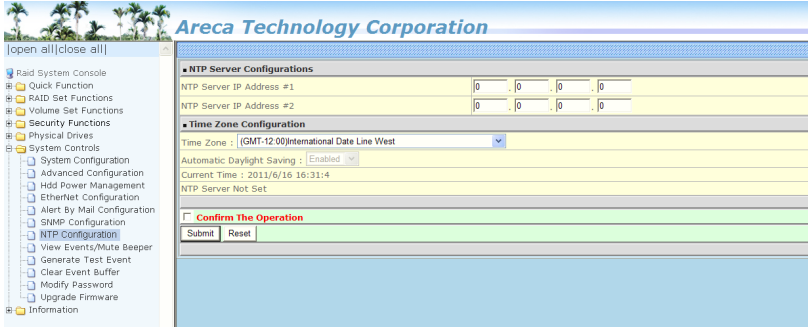 Areca Technology Corporation
|open all|close all|
Raid System Console
Quick Function
RAID Set Functions
Volume Set Functions
Security Functions
Physical Drives
System Controls
System Configuration
Advanced Configuration
Hdd Power Management
EtherNet Configuration
Alert By Mail Configuration
SNMP Configuration
NTP Configuration
View Events/Mute Beeper
Generate Test Event
Clear Event Buffer
Modify Password
Upgrade Firmware
Information
NTP Server Configurations
NTP Server IP Address #1 0 . 0 . 0 . 0
NTP Server IP Address #2 0 . 0 . 0 . 0
Time Zone Configuration
Time Zone : (GMT-12:00)International Date Line West
Automatic Daylight Saving : Enabled
Current Time : 2011/6/16 16:31:4
NTP Server Not Set
Confirm The Operation
Submit Reset